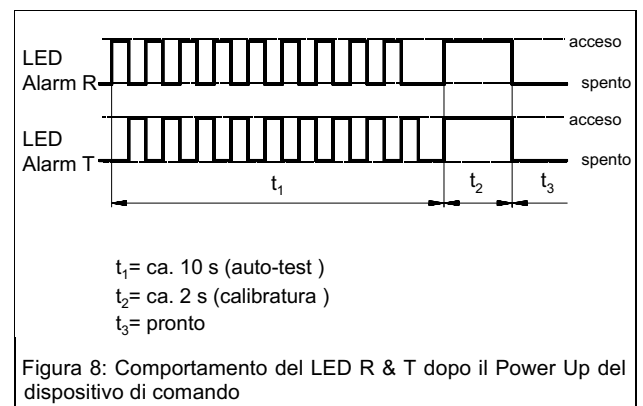 LED
Alarm R
acceso
spento
LED
Alarm T
acceso
spento
t1
t2
t3
t1= ca. 10 s (auto-test )
t2= ca. 2 s (calibratura )
t3= pronto
Figura 8: Comportamento del LED R & T dopo il Power Up del
dispositivo di comando